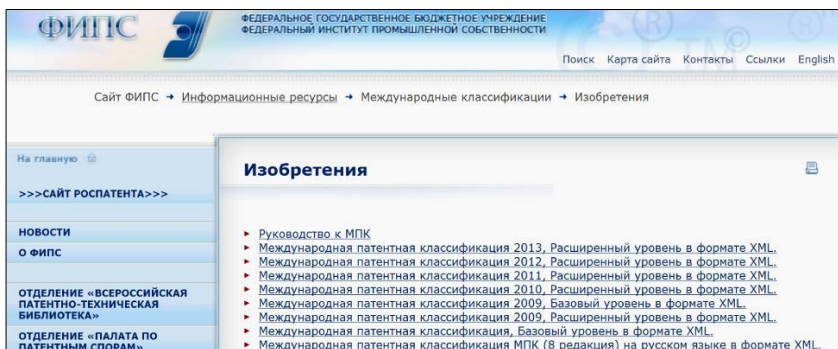 ФИПС
ФЕДЕРАЛЬНОЕ ГОСУДАРСТВЕННОЕ БЮДЖЕТНОЕ УЧРЕЖДЕНИЕ
ФЕДЕРАЛЬНЫЙ ИНСТИТУТ ПРОМЫШЛЕННОЙ СОБСТВЕННОСТИ
Поиск Карта сайта Контакты Ссылки English
Сайт ФИПС → Информационные ресурсы → Международные классификации → Изобретения
На главную
>>>САЙТ РОСПАТЕНТА>>>
НОВОСТИ
О ФИПС
ОТДЕЛЕНИЕ «ВСЕРОССИЙСКАЯ
ПАТЕНТНО-ТЕХНИЧЕСКАЯ
БИБЛИОТЕКА»
ОТДЕЛЕНИЕ «ПАЛАТА ПО
ПАТЕНТНЫМ СПОРАМ»
Изобретения
Руководство к МПК
Международная патентная классификация 2013, Расширенный уровень в формате XML.
Международная патентная классификация 2012, Расширенный уровень в формате XML.
Международная патентная классификация 2011, Расширенный уровень в формате XML.
Международная патентная классификация 2010, Расширенный уровень в формате XML.
Международная патентная классификация 2009, Базовый уровень в формате XML.
Международная патентная классификация 2009, Расширенный уровень в формате XML.
Международная патентная классификация, Базовый уровень в формате XML.
Международная патентная классификация МПК (8 редакция) на русском языке в формате XML.